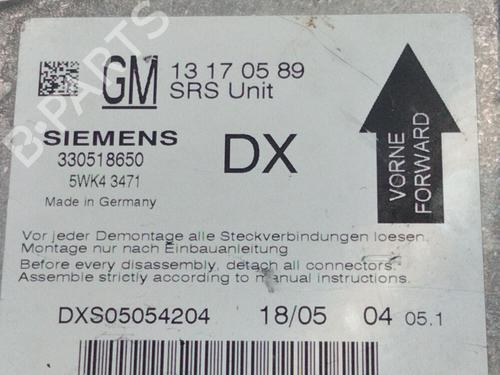 GM 13 17 05 89
SRS Unit
SIEMENS
330518650
5WK4 3471
Made in Germany
DX
VORNE
FORWARD
Vor jeder Demontage alle Steckverbindungen loesen.
Montage nur nach Einbauanleitung
Before every disassembly, detach all connectors.
Assemble strictly according to manual instructions.
DXS05054204 18/05 04 05.1
B-PARTS